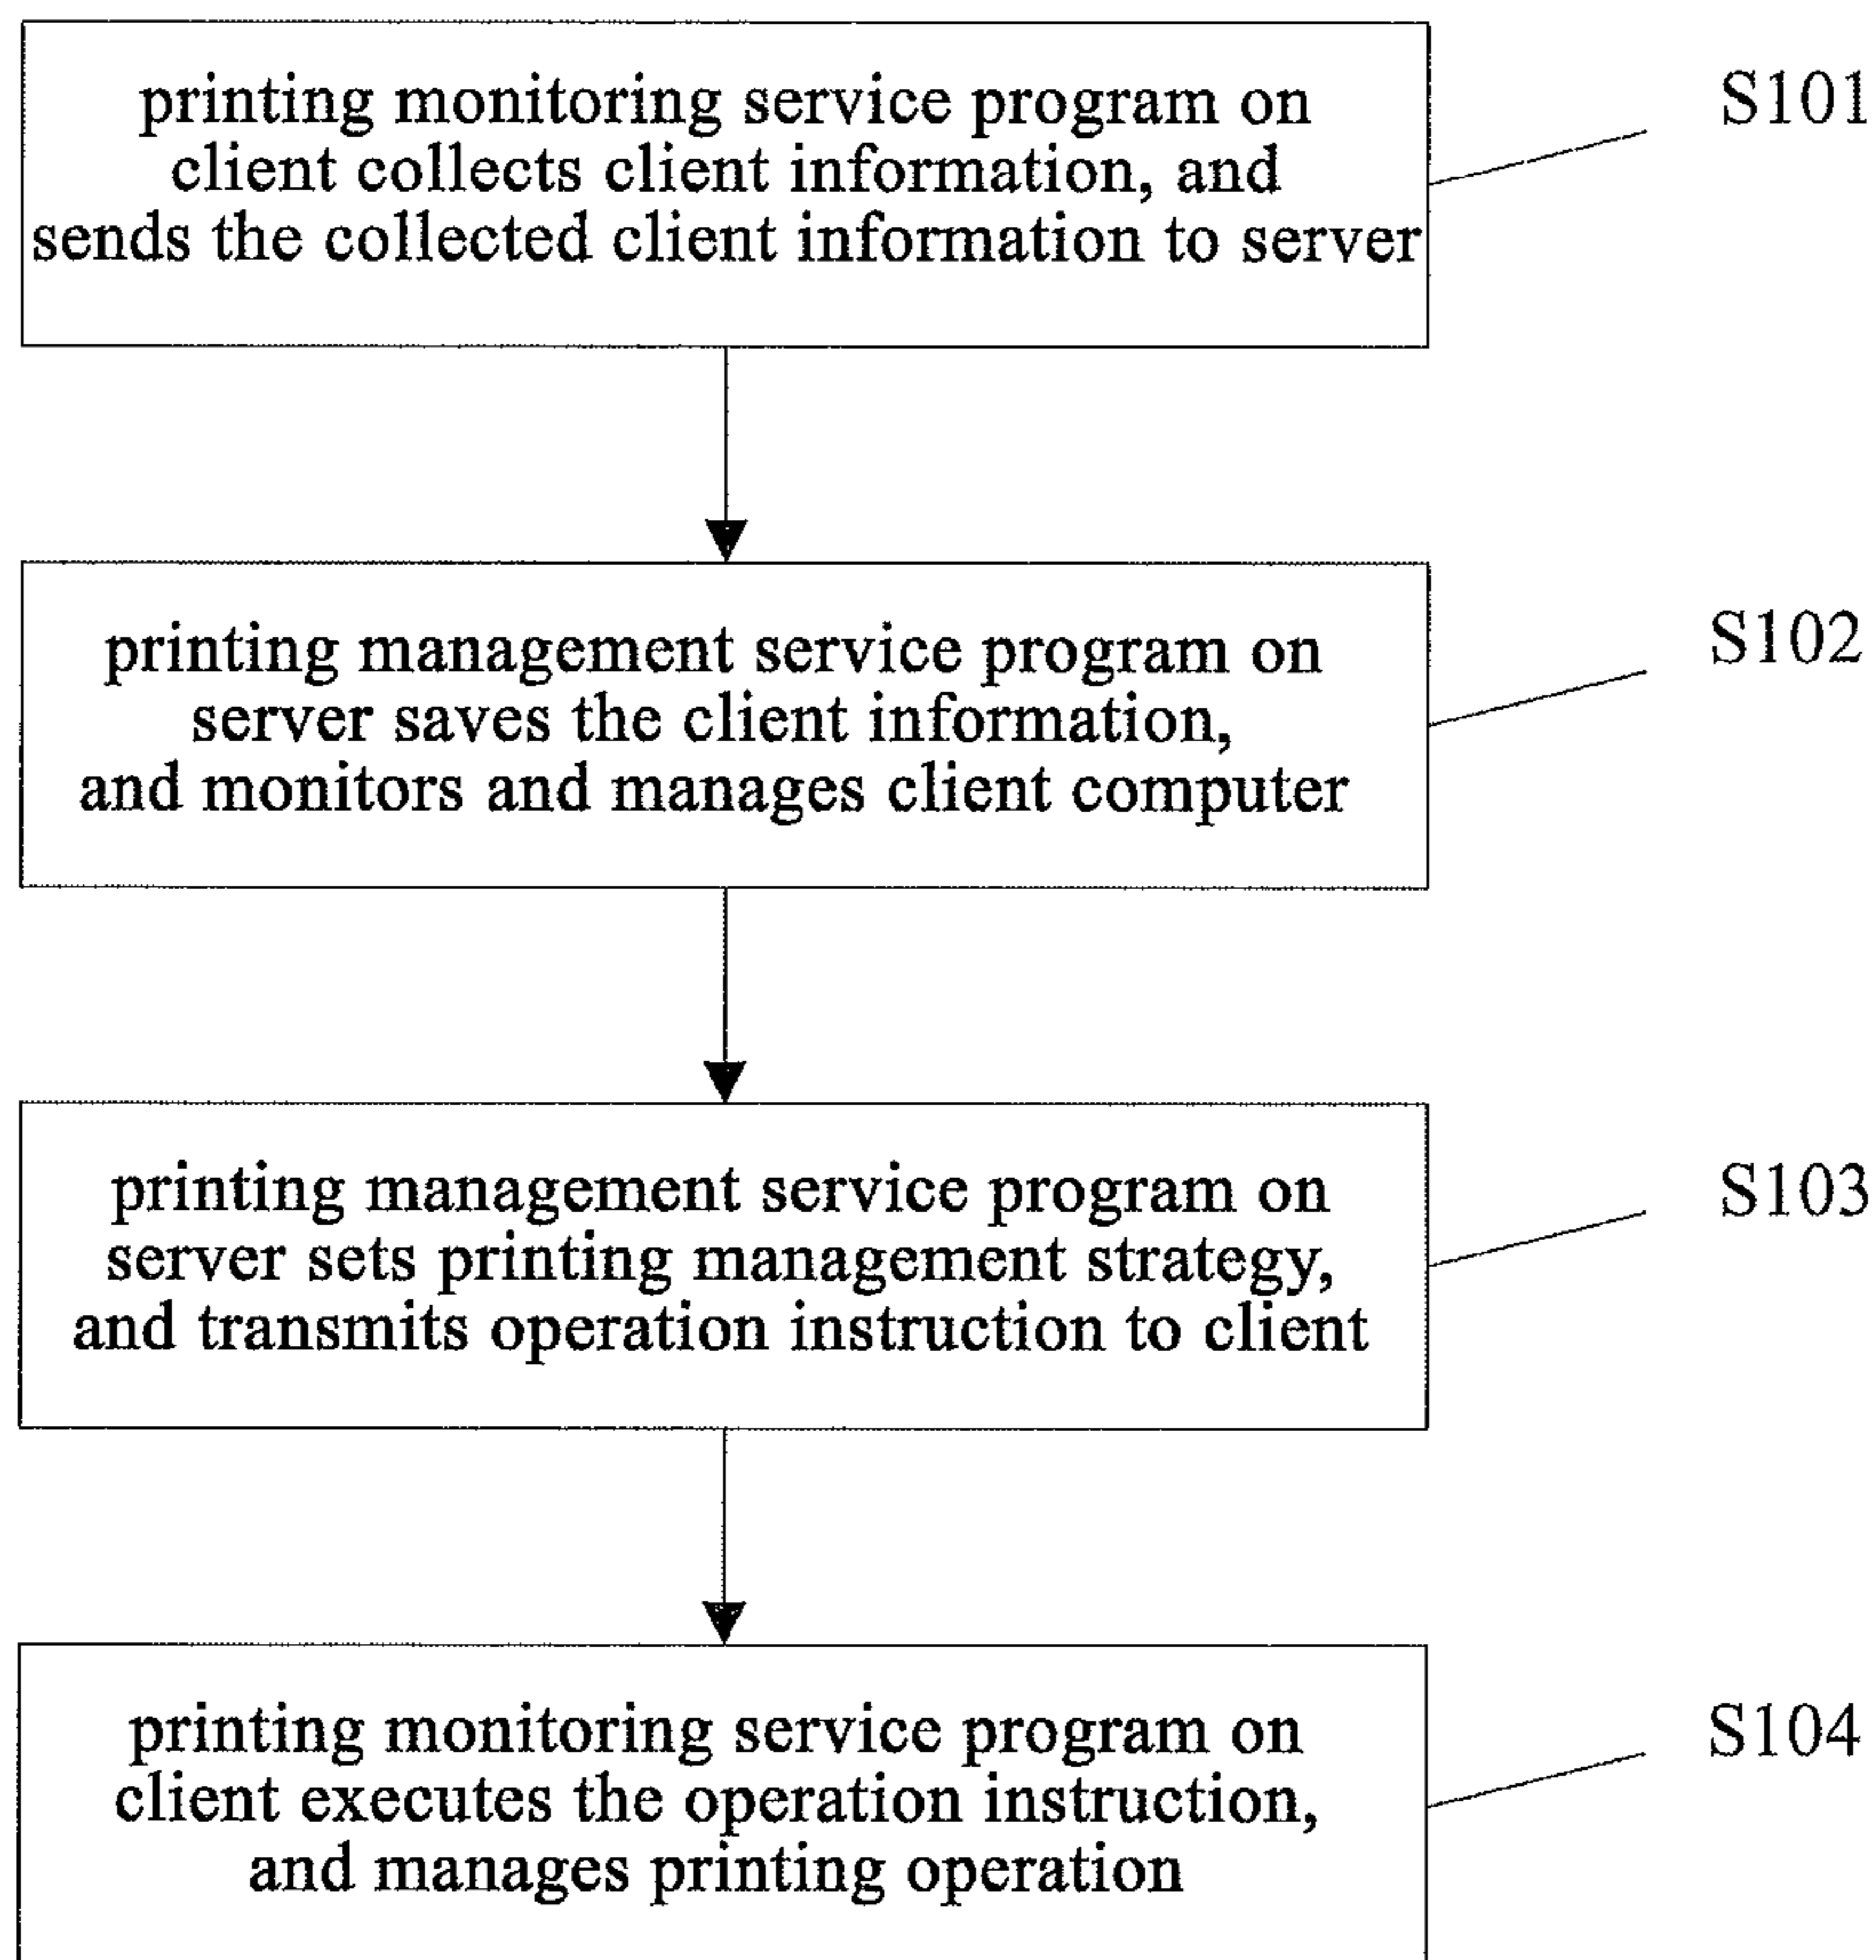 printing monitoring service program on
client collects client information, and
sends the collected client information to server
S101
printing management service program on
server saves the client information,
and monitors and manages client computer
S102
printing management service program on
server sets printing management strategy,
and transmits operation instruction to client
S103
printing monitoring service program on
client executes the operation instruction,
and manages printing operation
S104